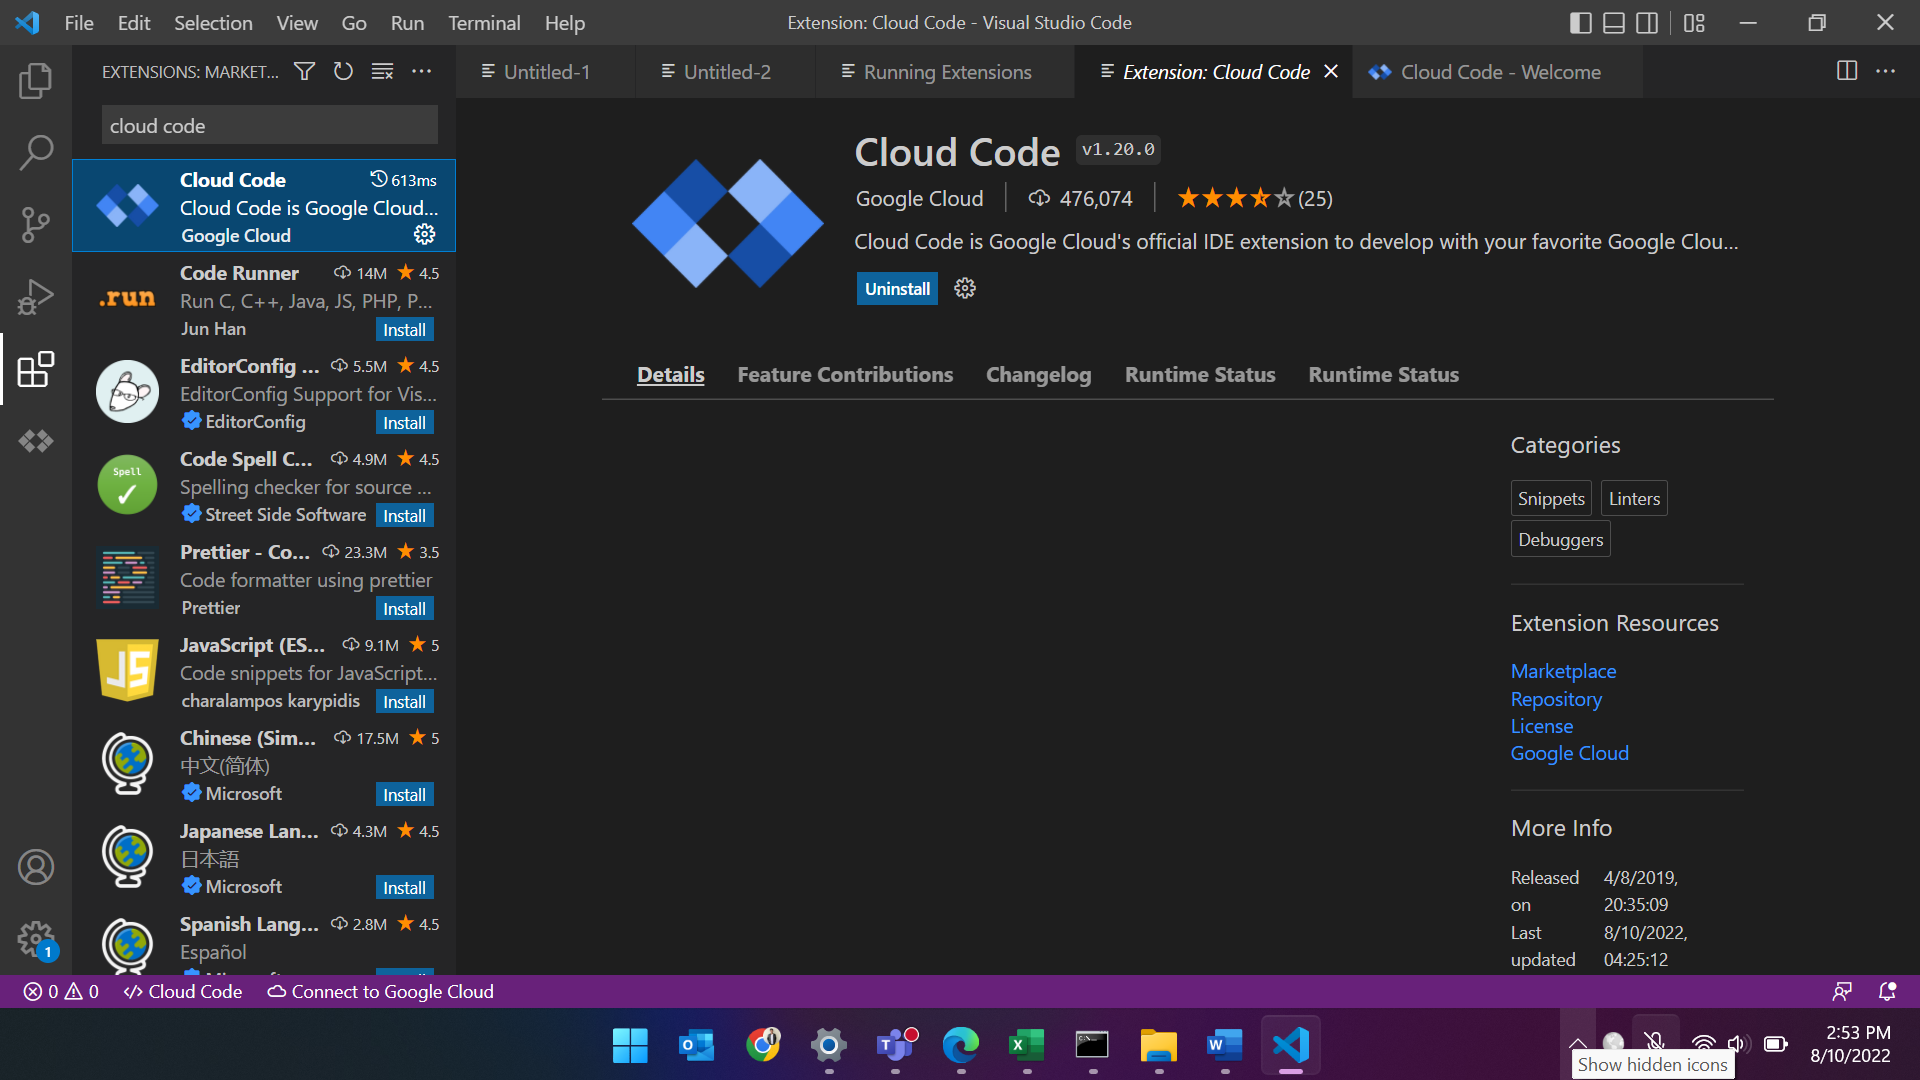 File Edit Selection View Go Run Terminal Help
Extension: Cloud Code - Visual Studio Code
EXTENSIONS: MARKET...
Untitled-1
Untitled-2
Running Extensions
Extension: Cloud Code
Cloud Code - Welcome
cloud code
Cloud Code 613ms
Cloud Code is Google Cloud...
Google Cloud
.run
Code Runner 14M 4.5
Run C, C++, Java, JS, PHP, P...
Jun Han Install
EditorConfig ... 5.5M 4.5
EditorConfig Support for Vis...
EditorConfig Install
Spell
Code Spell C... 4.9M 4.5
Spelling checker for source ...
Street Side Software Install
Prettier - Co... 23.3M 3.5
Code formatter using prettier
Prettier Install
JS
JavaScript (ES... 9.1M 5
Code snippets for JavaScript...
charalampos karypidis Install
Chinese (Sim... 17.5M 5
中文(简体)
Microsoft Install
Japanese Lan... 4.3M 4.5
日本語
Microsoft Install
Spanish Lang... 2.8M 4.5
Español
Cloud Code v1.20.0
Google Cloud 476,074 (25)
Cloud Code is Google Cloud's official IDE extension to develop with your favorite Google Clou...
Uninstall
Details Feature Contributions Changelog Runtime Status Runtime Status
Categories
Snippets Linters
Debuggers
Extension Resources
Marketplace
Repository
License
Google Cloud
More Info
Released 4/8/2019,
on 20:35:09
Last 8/10/2022,
updated 04:25:12
1
0 0 Cloud Code Connect to Google Cloud
2:53 PM
8/10/2022
Show hidden icons